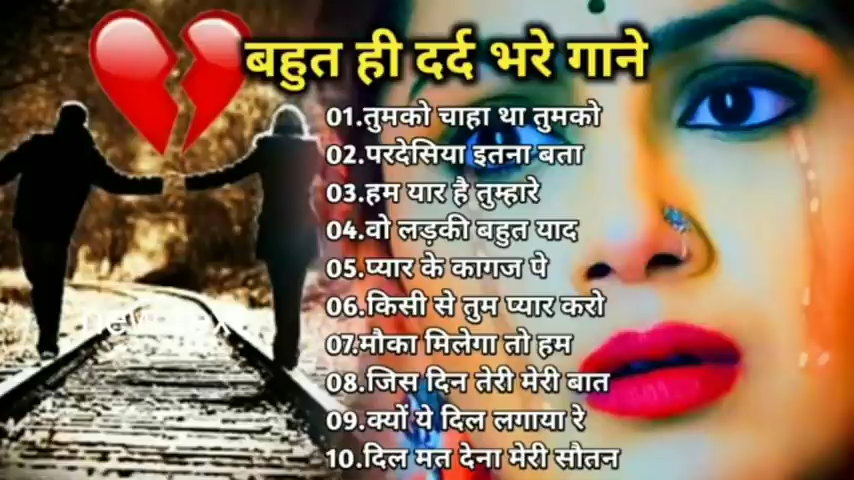 बहुत ही दर्द भरे गाने
01.तुमको चाहा था तुमको
02.परदेसिया इतना बता
03.हम यार है तुम्हारे
04.वो लड़की बहुत याद
05.प्यार के कागज पे
06.किसी से तुम प्यार करो
07.मौका मिलेगा तो हम
08.जिस दिन तेरी मेरी बात
09.क्यों ये दिल लगाया रे
10.दिल मत देना मेरी सौतन